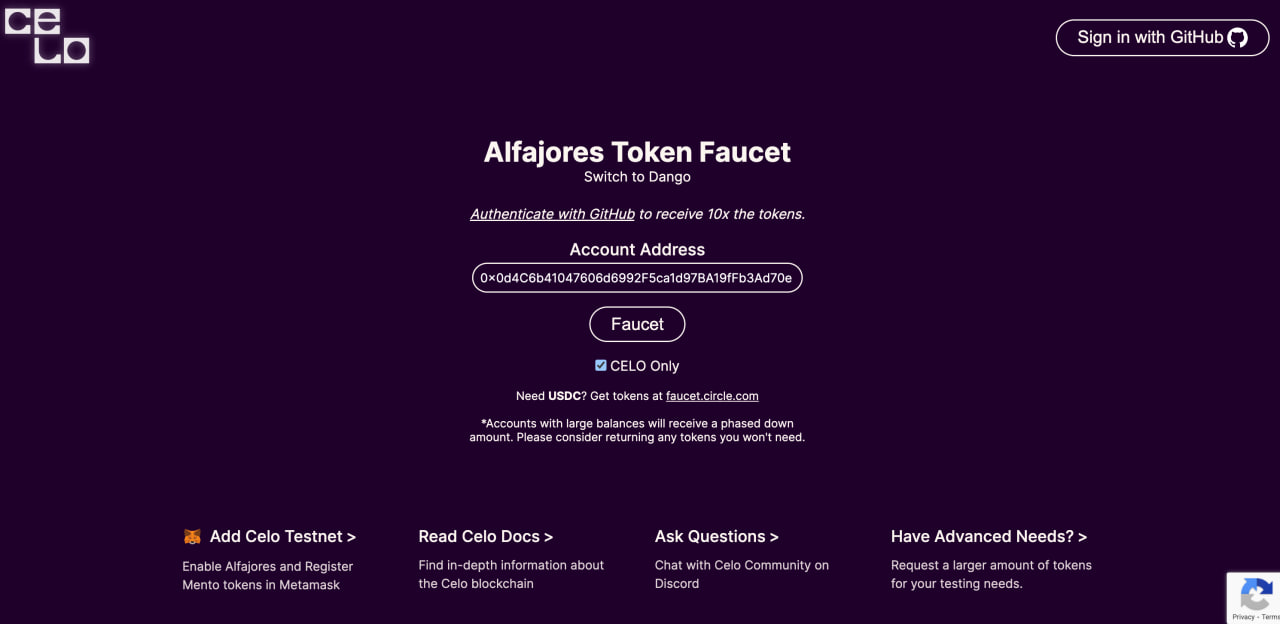 CELO
Sign in with GitHub
Alfajores Token Faucet
Switch to Dango
Authenticate with GitHub to receive 10x the tokens.
Account Address
0x0d4C6b41047606d6992F5ca1d97BA19fFb3Ad70e
Faucet
CELO Only
Need USDC? Get tokens at faucet.circle.com
*Accounts with large balances will receive a phased down
amount. Please consider returning any tokens you won't need.
Add Celo Testnet >
Enable Alfajores and Register
Mento tokens in Metamask
Read Celo Docs >
Find in-depth information about
the Celo blockchain
Ask Questions >
Chat with Celo Community on
Discord
Have Advanced Needs? >
Request a larger amount of tokens
for your testing needs.
Privacy - Terms